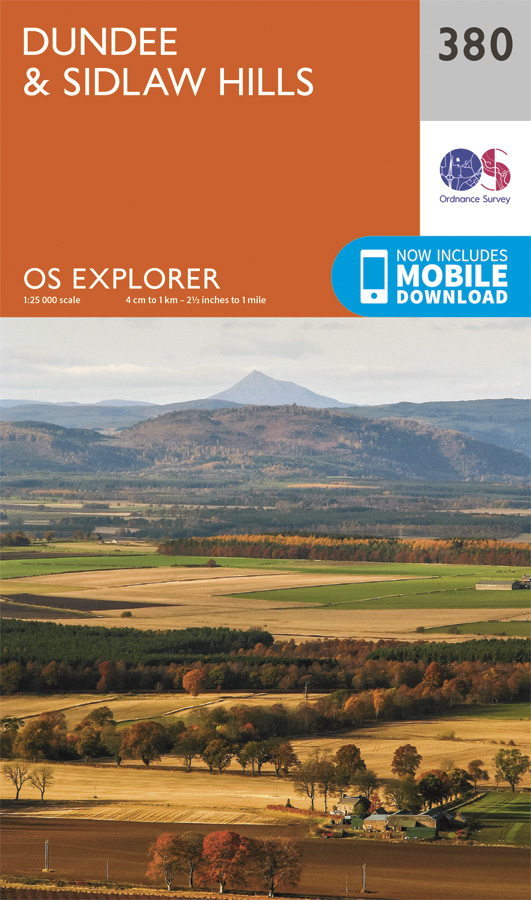 DUNDEE
& SIDLAW HILLS
380
Ordnance Survey
OS EXPLORER
1:25 000 scale
4 cm to 1 km – 2½ inches to 1 mile
NOW INCLUDES
MOBILE
DOWNLOAD